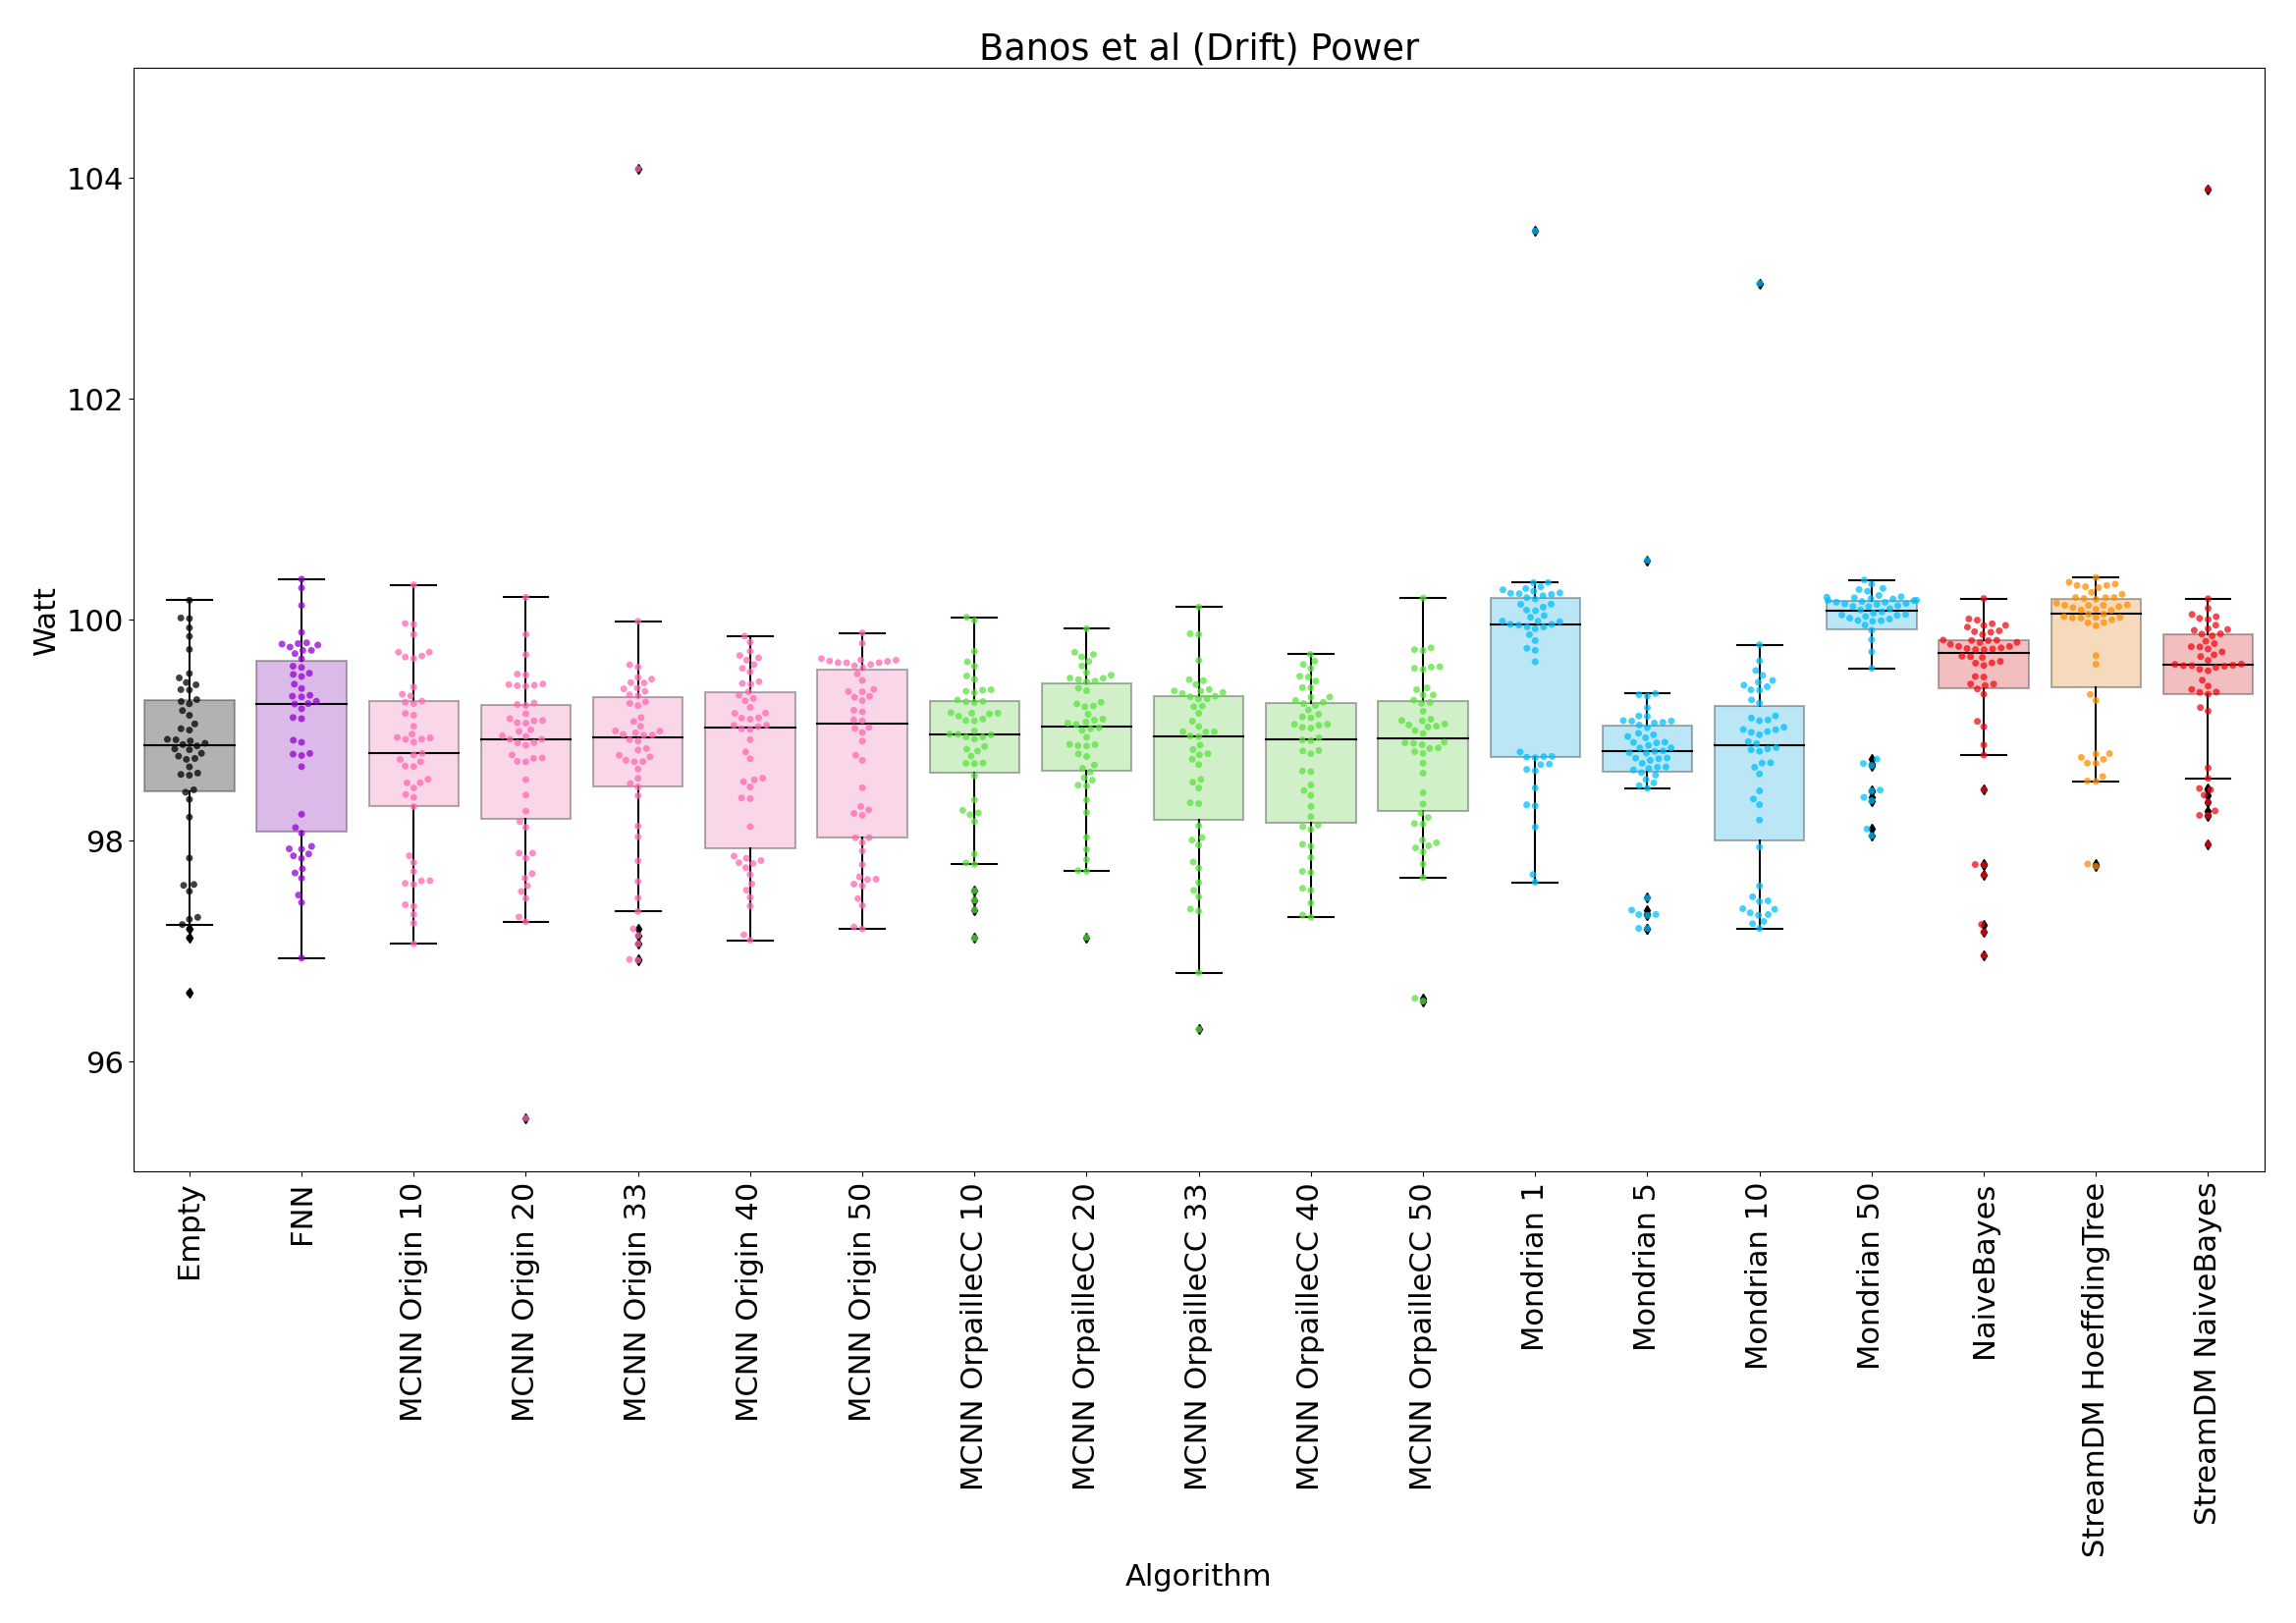 Banos et al (Drift) Power
Watt
104
102
100
98
96
Empty
FNN
MCNN Origin 10
MCNN Origin 20
MCNN Origin 33
MCNN Origin 40
MCNN Origin 50
MCNN OrpailleCC 10
MCNN OrpailleCC 20
MCNN OrpailleCC 33
MCNN OrpailleCC 40
MCNN OrpailleCC 50
Mondrian 1
Mondrian 5
Mondrian 10
Mondrian 50
NaiveBayes
StreamDM HoeffdingTree
StreamDM NaiveBayes
Algorithm